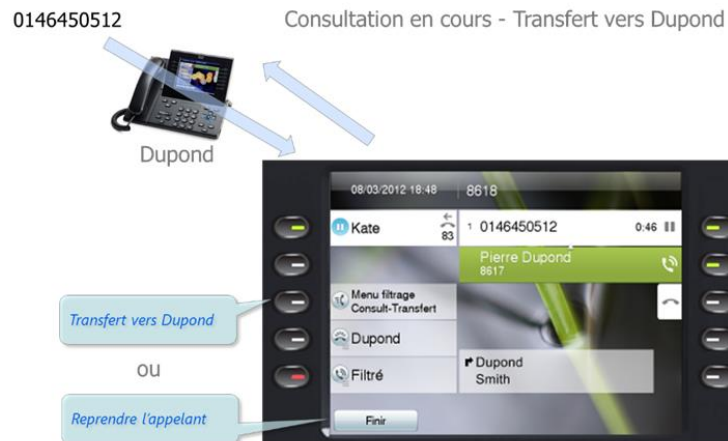 0146450512
Consultation en cours - Transfert vers Dupond
Dupond
08/03/2012 18:48
8618
Kate
83
1 0146450512
0:46
Pierre Dupond
8617
Menu filtrage
Consult-Transfert
Transfert vers Dupond
Dupond
ou
Filtré
Dupond
Smith
Reprendre l'appelant
Finir